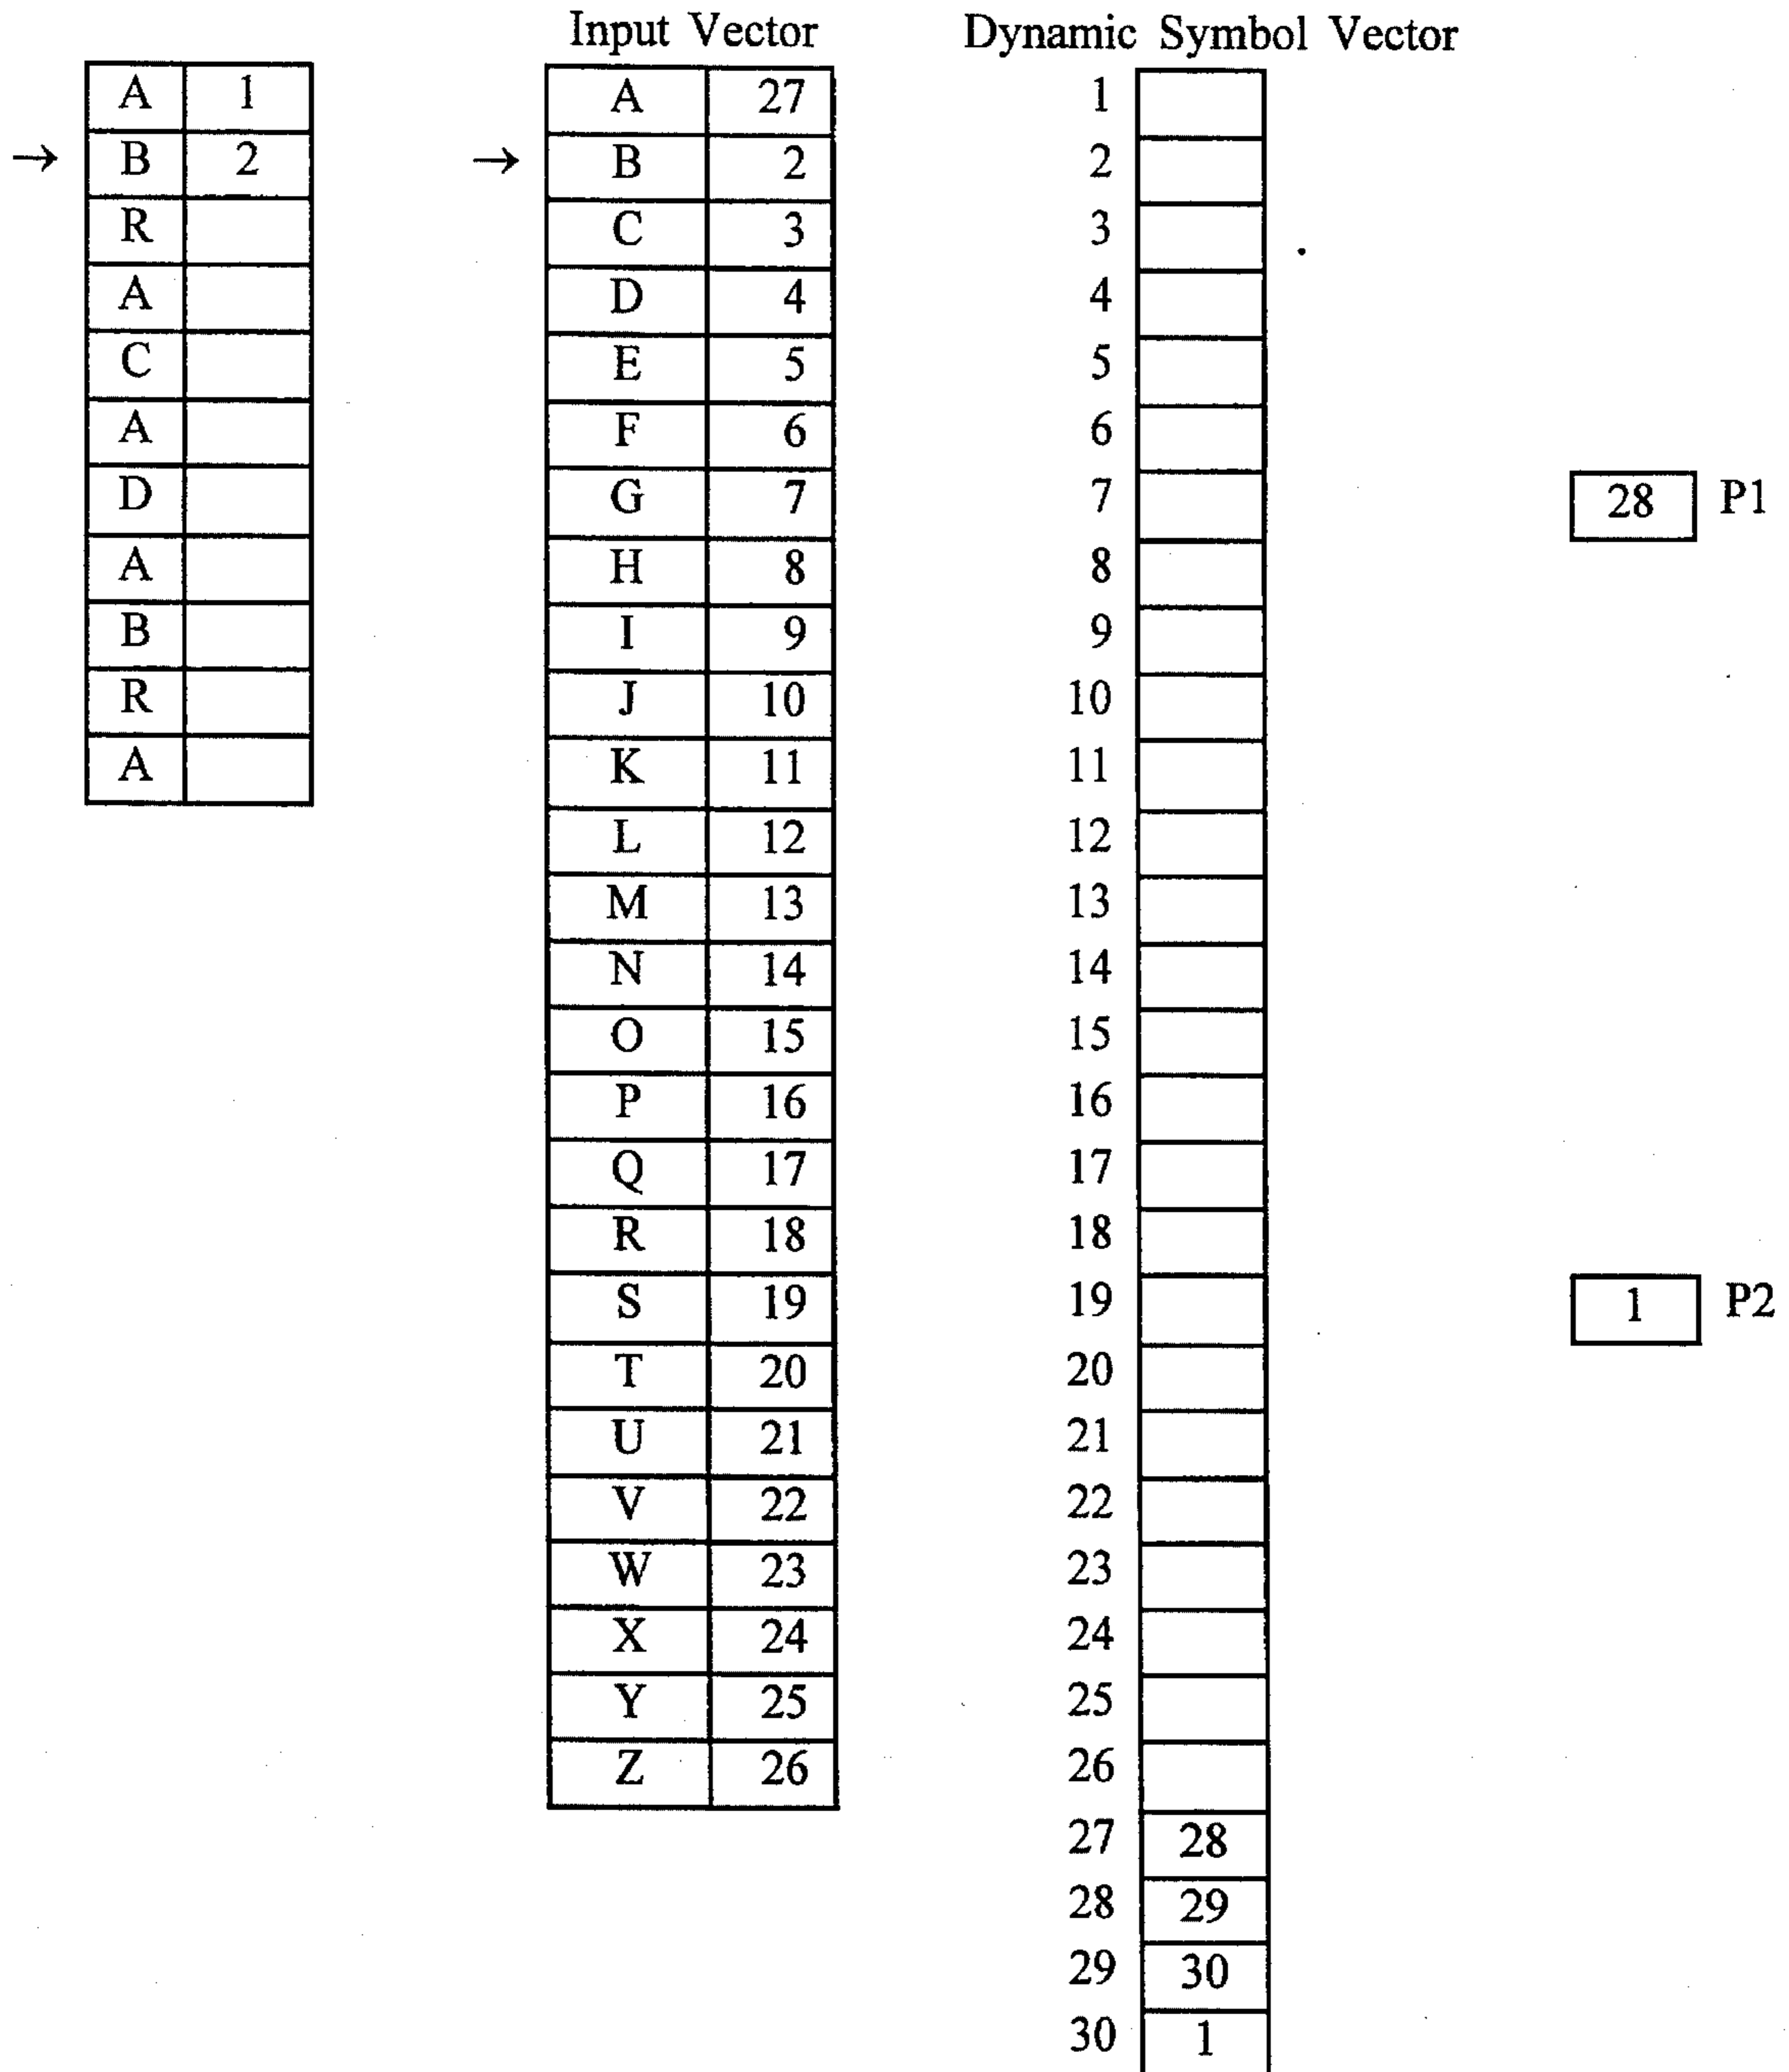 Input Vector Dynamic Symbol Vector
A 1 A 27 1
→ B 2 → B 2 2
R C 3 3
A D 4 4
C E 5 5
A F 6 6
D G 7 7 28 P1
A H 8 8
B I 9 9
R J 10 10
A K 11 11
L 12 12
M 13 13
N 14 14
O 15 15
P 16 16
Q 17 17
R 18 18
S 19 19 1 P2
T 20 20
U 21 21
V 22 22
W 23 23
X 24 24
Y 25 25
Z 26 26
27 28
28 29
29 30
30 1